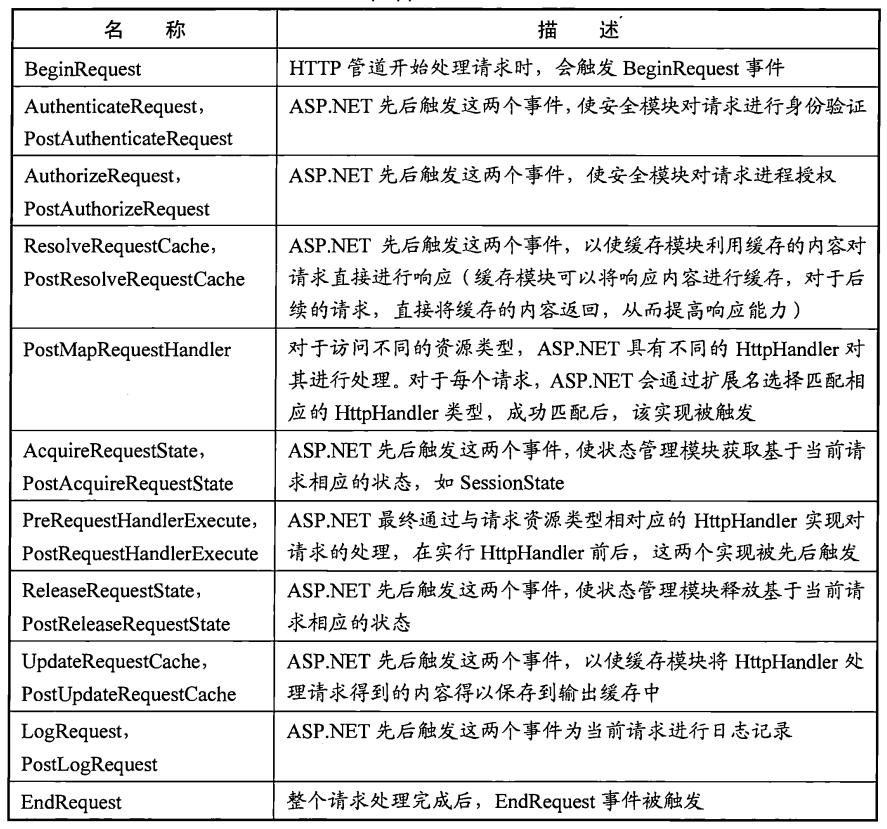 名 称
描 述
BeginRequest
HTTP 管道开始处理请求时，会触发 BeginRequest 事件
AuthenticateRequest,
PostAuthenticateRequest
ASP.NET 先后触发这两个事件，使安全模块对请求进行身份验证
AuthorizeRequest,
PostAuthorizeRequest
ASP.NET 先后触发这两个事件，使安全模块对请求进程授权
ResolveRequestCache,
PostResolveRequestCache
ASP.NET 先后触发这两个事件，以使缓存模块利用缓存的内容对
请求直接进行响应（缓存模块可以将响应内容进行缓存，对于后
续的请求，直接将缓存的内容返回，从而提高响应能力）
PostMapRequestHandler
对于访问不同的资源类型，ASP.NET 具有不同的 HttpHandler 对
其进行处理。对于每个请求，ASP.NET 会通过扩展名选择匹配相
应的 HttpHandler 类型，成功匹配后，该实现被触发
AcquireRequestState,
PostAcquireRequestState
ASP.NET 先后触发这两个事件，使状态管理模块获取基于当前请
求相应的状态，如 SessionState
PreRequestHandlerExecute,
PostRequestHandlerExecute
ASP.NET 最终通过与请求资源类型相对应的 HttpHandler 实现对
请求的处理，在实行 HttpHandler 前后，这两个实现被先后触发
ReleaseRequestState,
PostReleaseRequestState
ASP.NET 先后触发这两个事件，使状态管理模块释放基于当前请
求相应的状态
UpdateRequestCache,
PostUpdateRequestCache
ASP.NET 先后触发这两个事件，以使缓存模块将 HttpHandler 处
理请求得到的内容得以保存到输出缓存中
LogRequest,
PostLogRequest
ASP.NET 先后触发这两个事件为当前请求进行日志记录
EndRequest
整个请求处理完成后，EndRequest 事件被触发